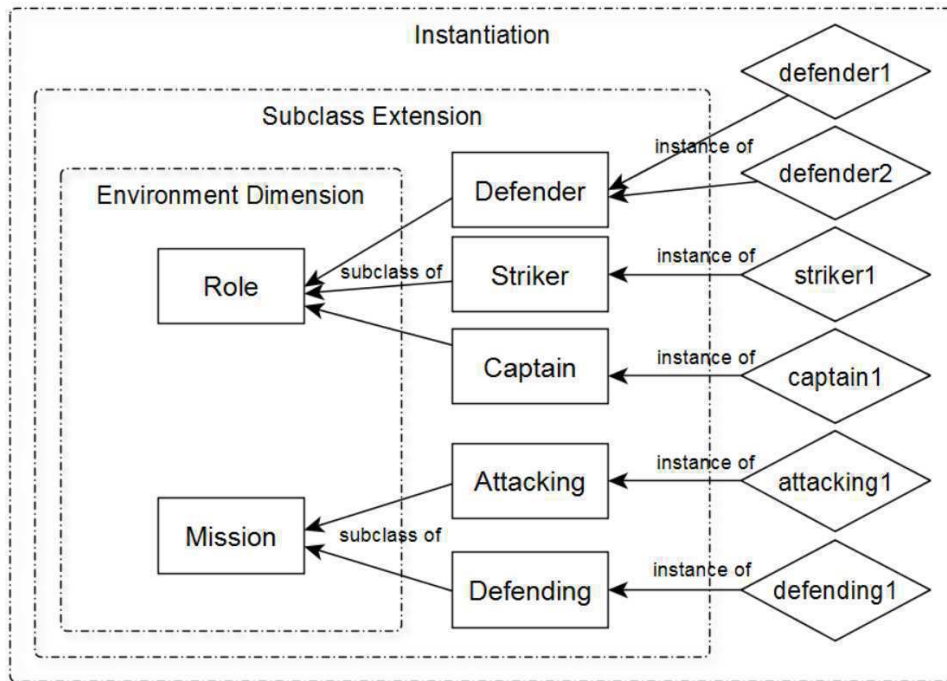 Instantiation
defender1
Subclass Extension
instance of
Environment Dimension
Defender
defender2
Role
subclass of
Striker
instance of
striker1
Captain
instance of
captain1
Attacking
instance of
attacking1
Mission
subclass of
Defending
instance of
defending1